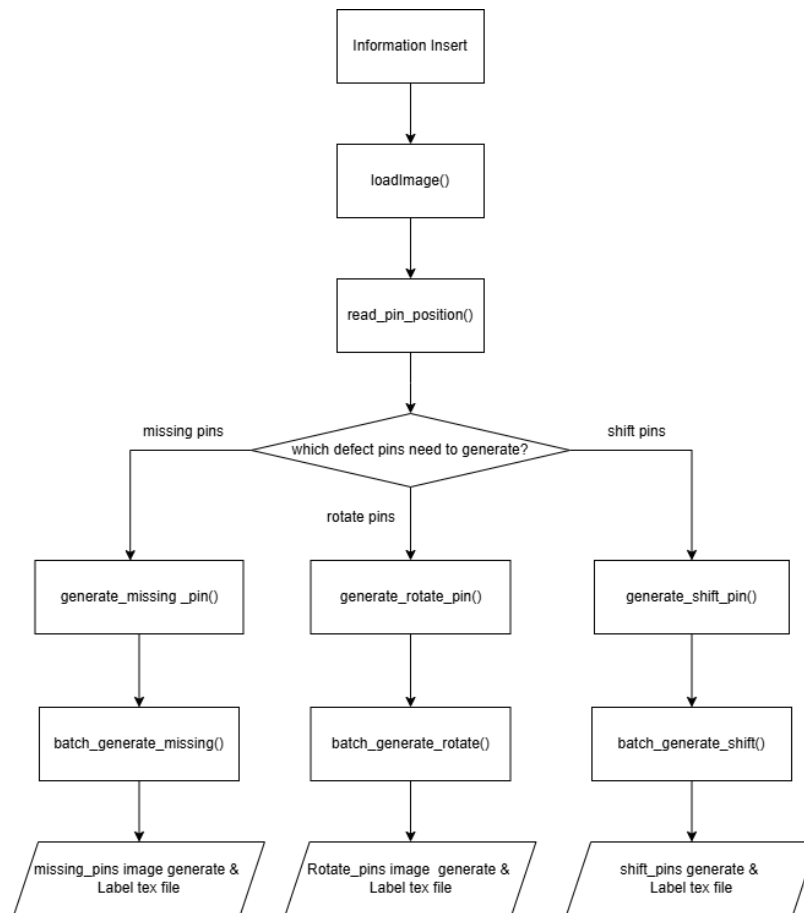 Information Insert
loadImage()
read_pin_position()
missing pins
shift pins
which defect pins need to generate?
rotate pins
generate_missing _pin()
generate_rotate_pin()
generate_shift_pin()
batch_generate_missing()
batch_generate_rotate()
batch_generate_shift()
missing_pins image generate &
Label tex file
Rotate_pins image  generate &
Label tex file
shift_pins generate &
Label tex file